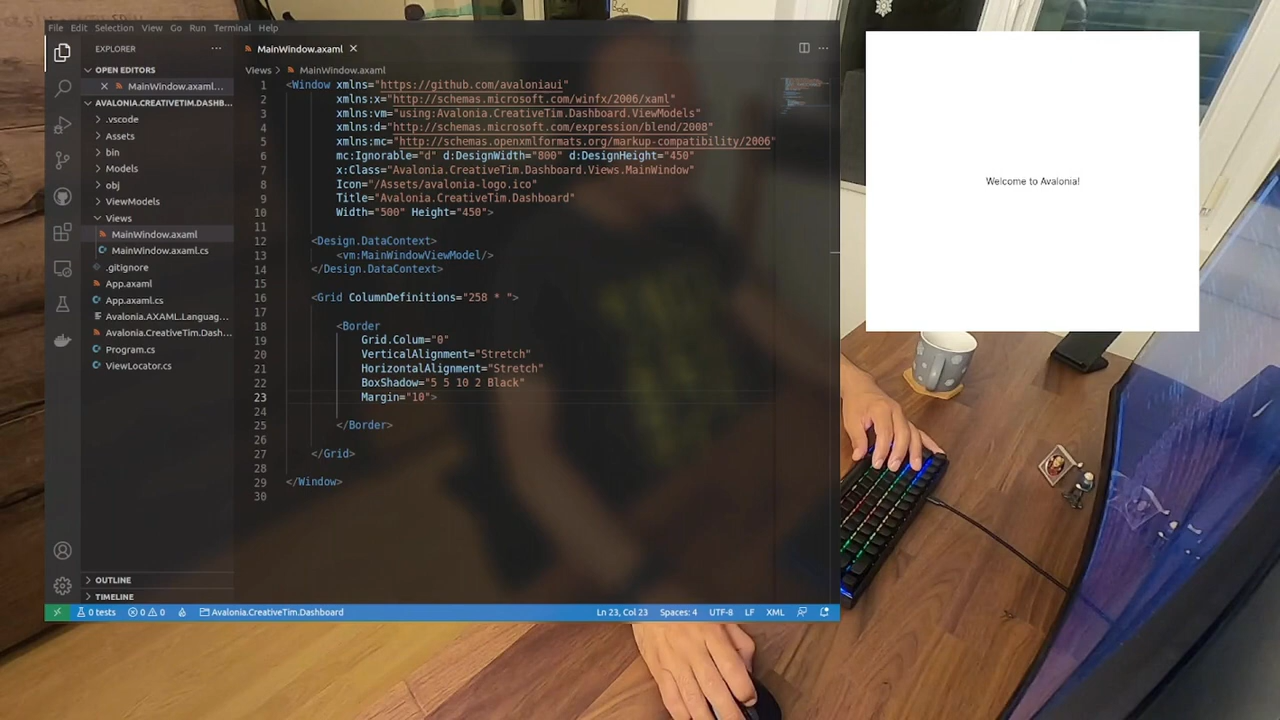 File Edit Selection View Go Run Terminal Help
EXPLORER ···
OPEN EDITORS
MainWindow.axaml...
AVALONIA.CREATIVETIM.DASHB...
.vscode
Assets
bin
Models
obj
ViewModels
Views
MainWindow.axaml
MainWindow.axaml.cs
.gitignore
App.axaml
App.axaml.cs
Avalonia.AXAML.Languag...
Avalonia.CreativeTim.Dash...
Program.cs
ViewLocator.cs
OUTLINE
TIMELINE
MainWindow.axaml
Views > MainWindow.axaml
1 <Window xmlns="https://github.com/avaloniaui"
2 xmlns:x="http://schemas.microsoft.com/winfx/2006/xaml"
3 xmlns:vm="using:Avalonia.CreativeTim.Dashboard.ViewModels"
4 xmlns:d="http://schemas.microsoft.com/expression/blend/2008"
5 xmlns:mc="http://schemas.openxmlformats.org/markup-compatibility/2006"
6 mc:Ignorable="d" d:DesignWidth="800" d:DesignHeight="450"
7 x:Class="Avalonia.CreativeTim.Dashboard.Views.MainWindow"
8 Icon="/Assets/avalonia-logo.ico"
9 Title="Avalonia.CreativeTim.Dashboard"
10 Width="500" Height="450">
11
12 <Design.DataContext>
13 <vm:MainWindowViewModel/>
14 </Design.DataContext>
15
16 <Grid ColumnDefinitions="258 * ">
17
18 <Border
19 Grid.Colum="0"
20 VerticalAlignment="Stretch"
21 HorizontalAlignment="Stretch"
22 BoxShadow="5 5 10 2 Black"
23 Margin="10">
24
25 </Border>
26
27 </Grid>
28
29 </Window>
30
0 tests 0 0 Avalonia.CreativeTim.Dashboard Ln 23, Col 23 Spaces: 4 UTF-8 LF XML
Welcome to Avalonia!